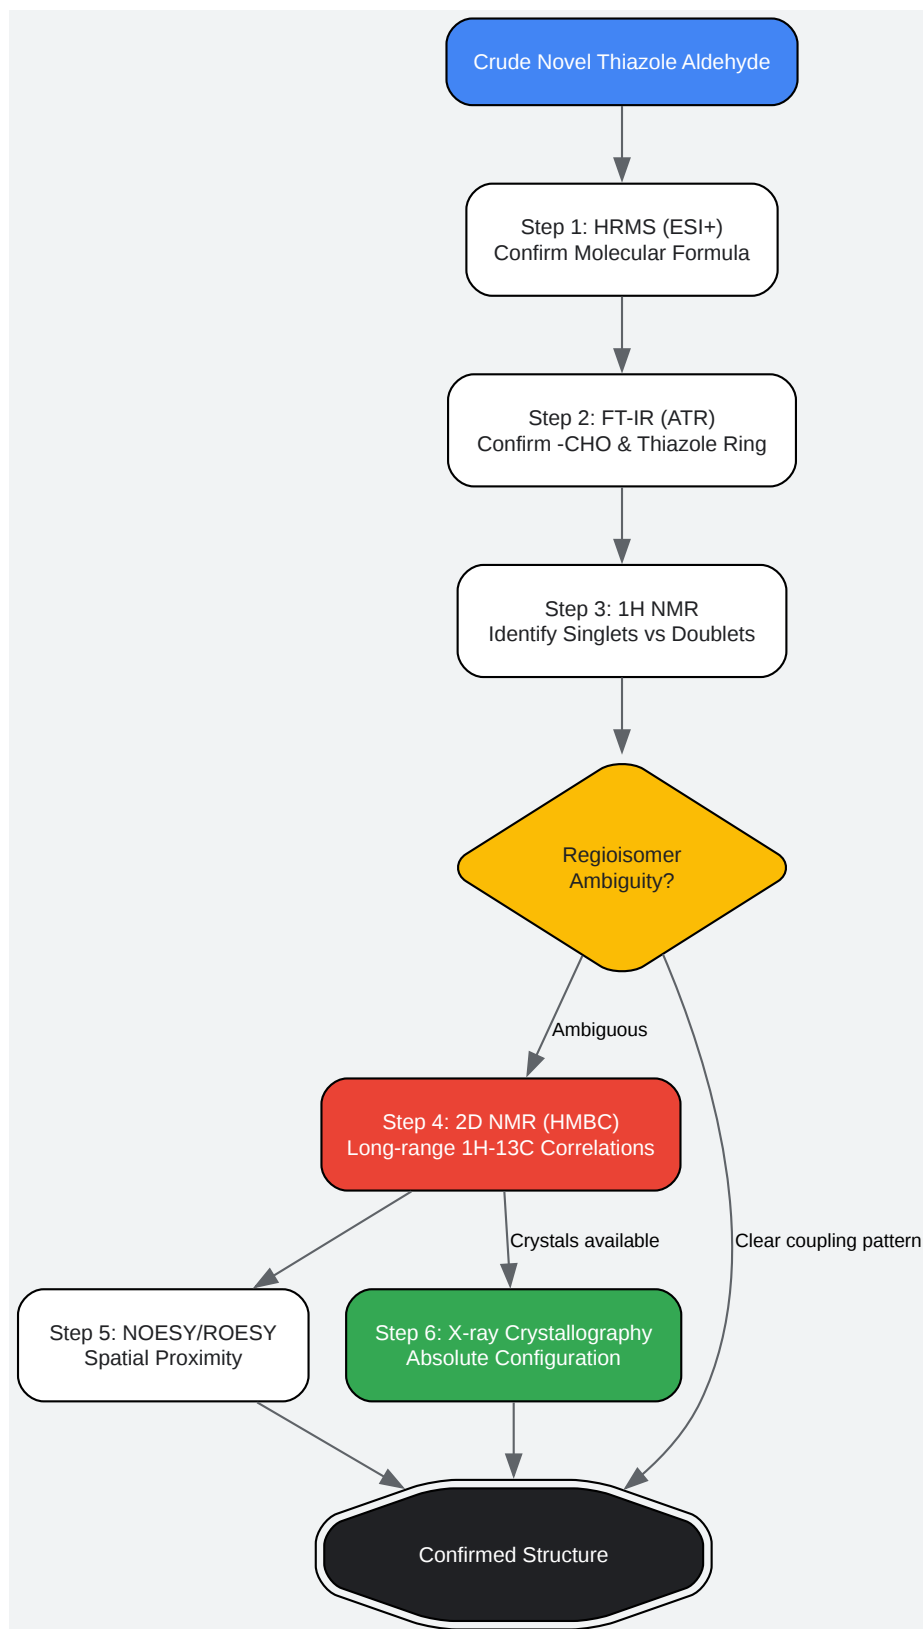 Crude Novel Thiazole Aldehyde
Step 1: HRMS (ESI+)
Confirm Molecular Formula
Step 2: FT-IR (ATR)
Confirm -CHO & Thiazole Ring
Step 3: 1H NMR
Identify Singlets vs Doublets
Regioisomer
Ambiguity?
Ambiguous
Step 4: 2D NMR (HMBC)
Long-range 1H-13C Correlations
Crystals available
Clear coupling pattern
Step 5: NOESY/ROESY
Spatial Proximity
Step 6: X-ray Crystallography
Absolute Configuration
Confirmed Structure